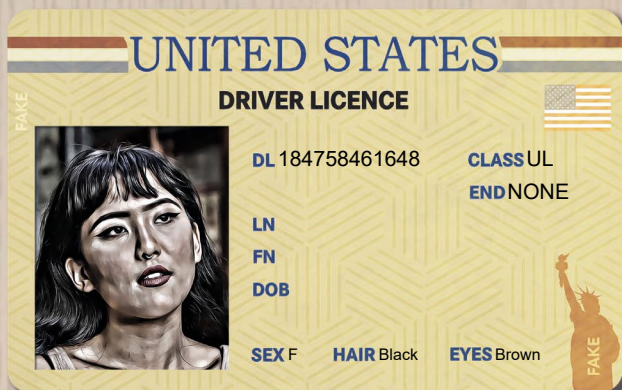 FAKE
UNITED STATES
DRIVER LICENCE
DL 184758461648 CLASS UL
END NONE
LN
FN
DOB
SEX F HAIR Black EYES Brown
FAKE